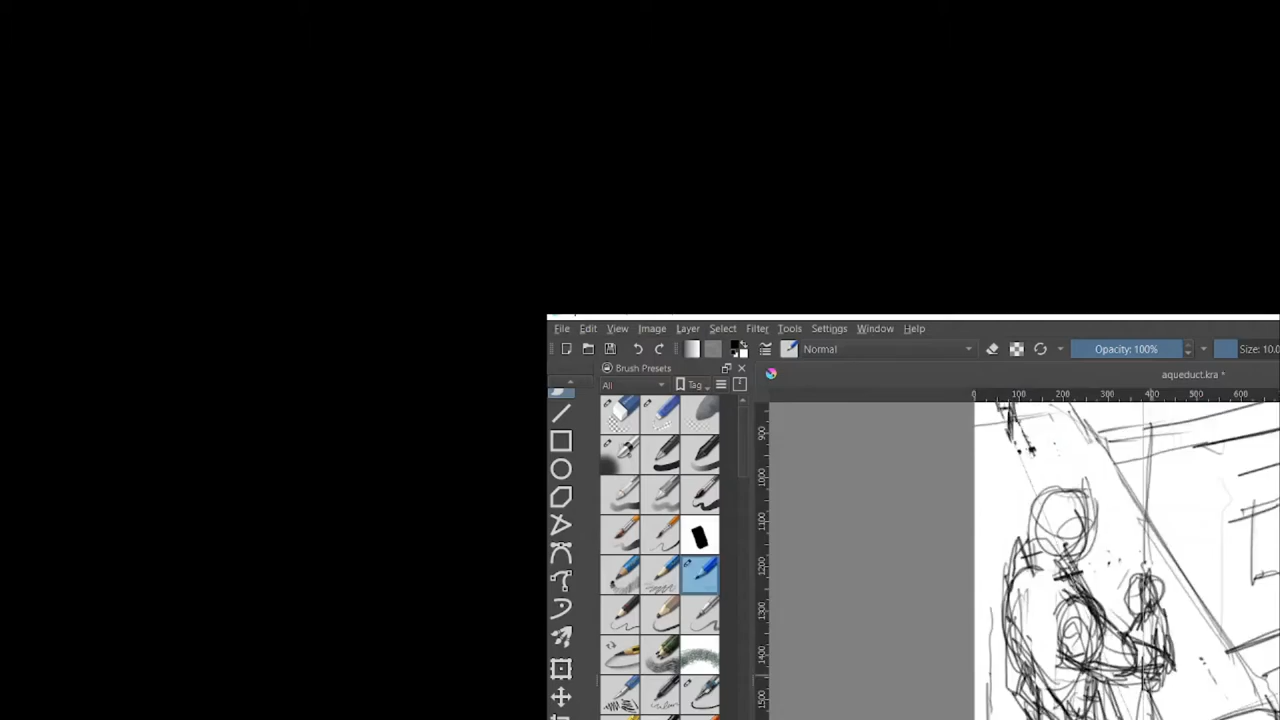 File Edit View Image Layer Select Filter Tools Settings Window Help
Normal Opacity: 100% Size: 10.0
Brush Presets
aqueduct.kra *
All Tag
0 100 200 300 400 500 600
900
1000
1100
1200
1300
1400
1500